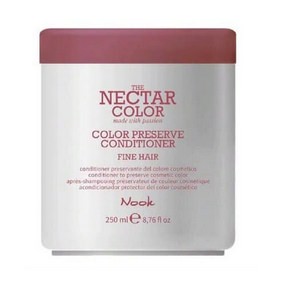 THE
NECTAR
COLOR
made with passion
COLOR PRESERVE
CONDITIONER
FINE HAIR
conditioner preservante del colore cosmetico
conditioner to preserve cosmetic color
après-shampooing préservateur de couleur cosmétique
acondicionador protector del color cosmético
Nook
250 ml e 8,76 fl oz